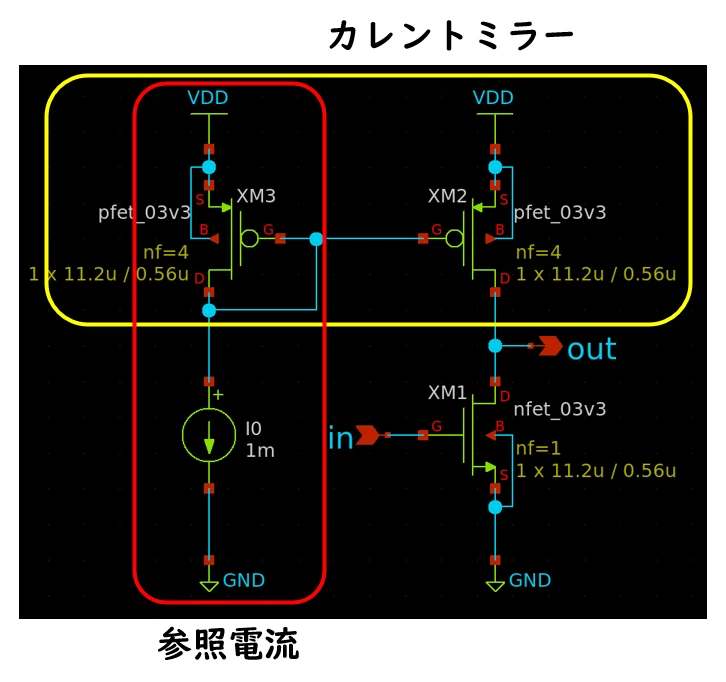 カレントミラー
VDD
VDD
S
XM3
XM2
S
pfet_03v3
pfet_03v3
B
G
G
B
nf=4
nf=4
1 x 11.2u / 0.56u
1 x 11.2u / 0.56u
D
D
out
+
XM1
D
nfet_03v3
I0
1m
in
G
B
nf=1
1 x 11.2u / 0.56u
S
GND
GND
参照電流